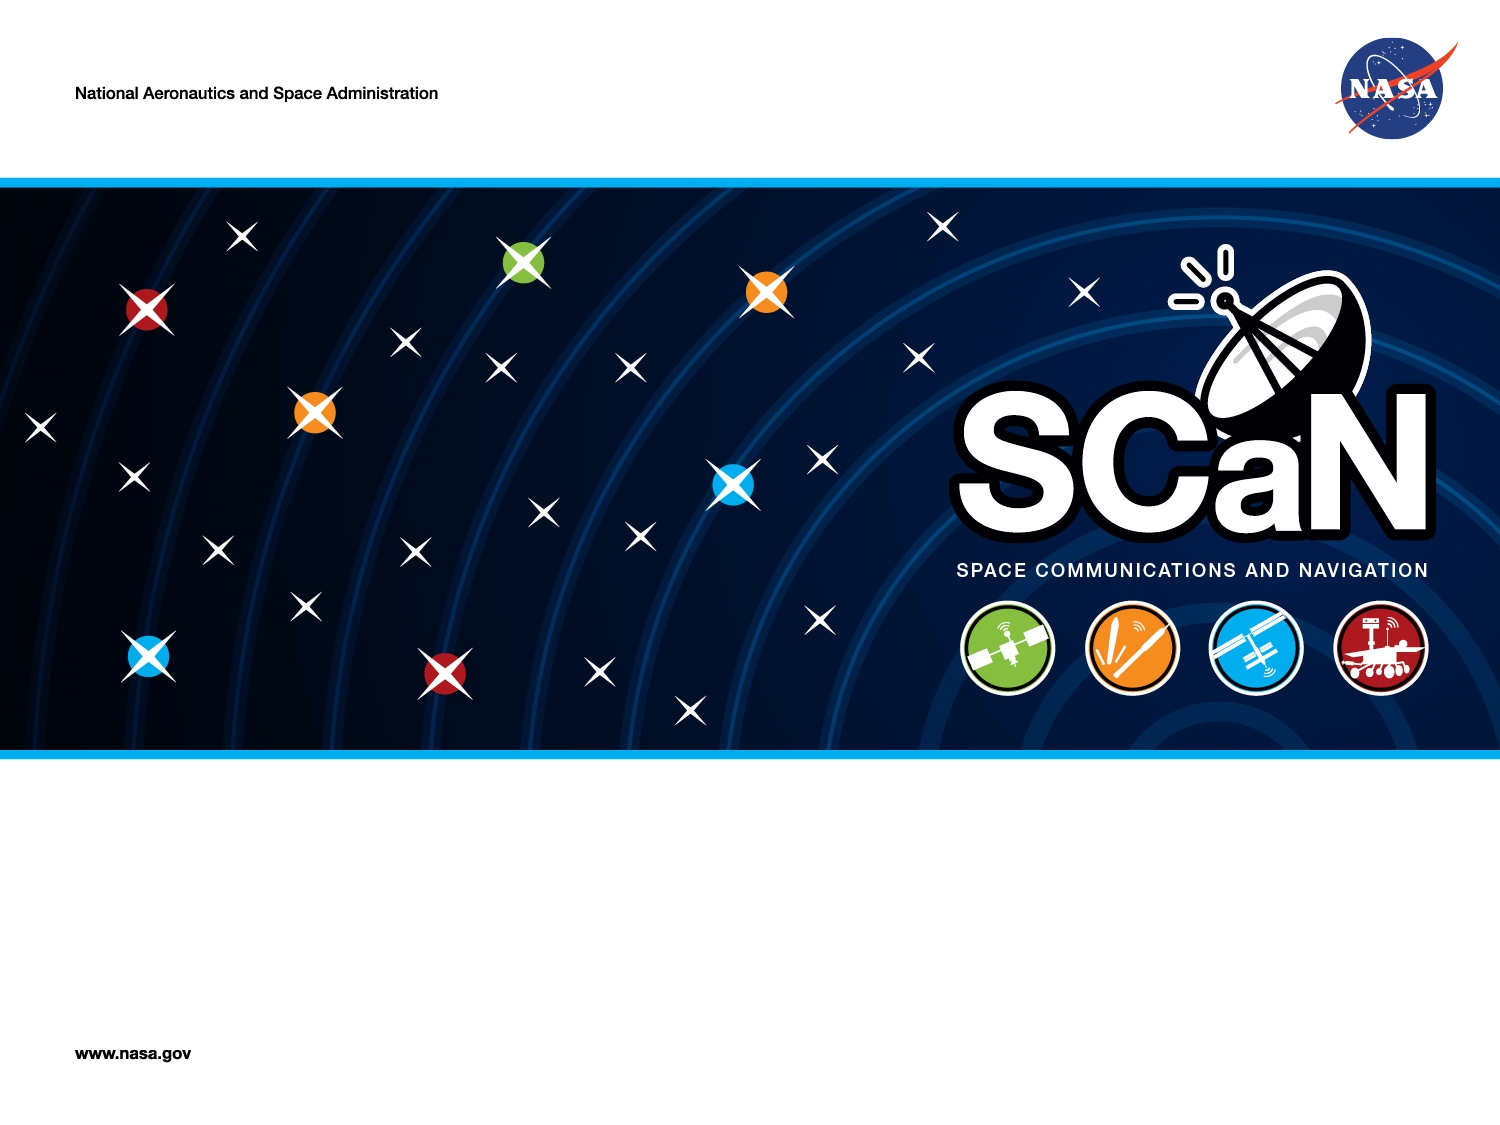 National Aeronautics and Space Administration
NASA
SCaN
SPACE COMMUNICATIONS AND NAVIGATION
www.nasa.gov